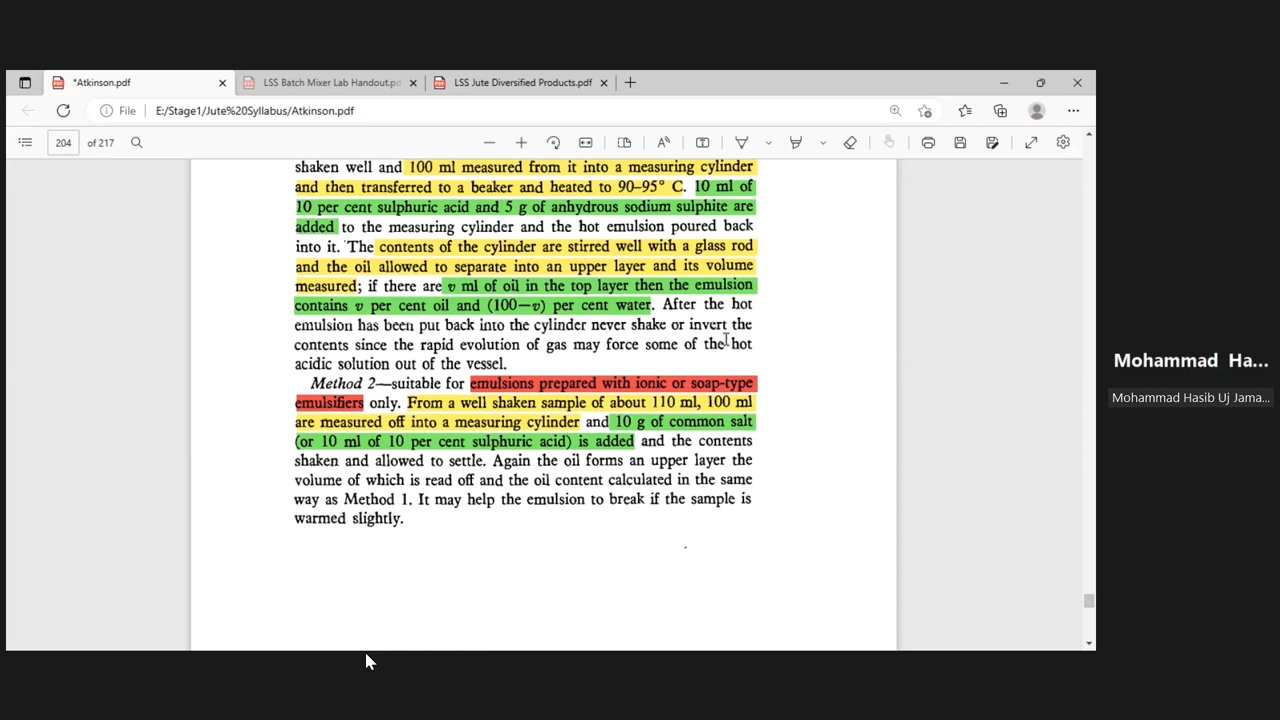 *Atkinson.pdf
LSS Batch Mixer Lab Handout.pd
LSS Jute Diversified Products.pdf
File
E:/Stage1/Jute%20Syllabus/Atkinson.pdf
204 of 217
shaken well and 100 ml measured from it into a measuring cylinder
and then transferred to a beaker and heated to 90–95° C. 10 ml of
10 per cent sulphuric acid and 5 g of anhydrous sodium sulphite are
added to the measuring cylinder and the hot emulsion poured back
into it. The contents of the cylinder are stirred well with a glass rod
and the oil allowed to separate into an upper layer and its volume
measured; if there are v ml of oil in the top layer then the emulsion
contains v per cent oil and (100—v) per cent water. After the hot
emulsion has been put back into the cylinder never shake or invert the
contents since the rapid evolution of gas may force some of the hot
acidic solution out of the vessel.
Method 2—suitable for emulsions prepared with ionic or soap-type
emulsifiers only. From a well shaken sample of about 110 ml, 100 ml
are measured off into a measuring cylinder and 10 g of common salt
(or 10 ml of 10 per cent sulphuric acid) is added and the contents
shaken and allowed to settle. Again the oil forms an upper layer the
volume of which is read off and the oil content calculated in the same
way as Method 1. It may help the emulsion to break if the sample is
warmed slightly.
Mohammad Ha...
Mohammad Hasib Uj Jama...